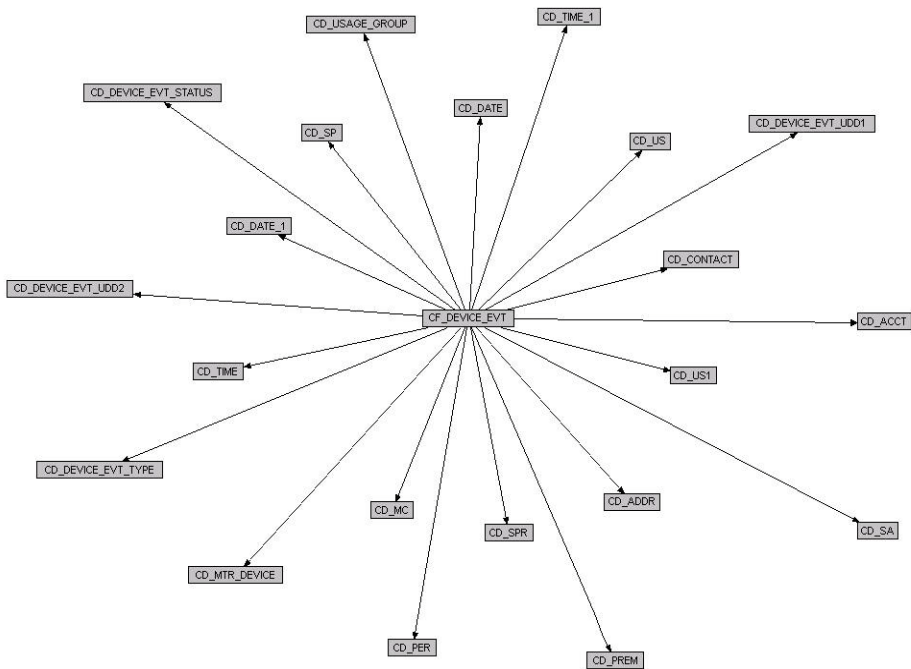 CD_USAGE_GROUP
CD_TIME_1
CD_DEVICE_EVT_STATUS
CD_DATE
CD_DEVICE_EVT_UDD1
CD_SP
CD_US
CD_DATE_1
CD_CONTACT
CD_DEVICE_EVT_UDD2
CF_DEVICE_EVT
CD_ACCT
CD_TIME
CD_US1
CD_DEVICE_EVT_TYPE
CD_MC
CD_ADDR
CD_SPR
CD_SA
CD_MTR_DEVICE
CD_PER
CD_PREM